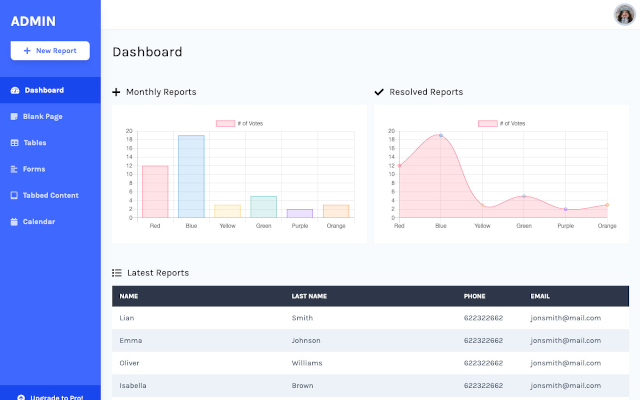 ADMIN
New Report
Dashboard
Blank Page
Tables
Forms
Tabbed Content
Calendar
Upgrade to Pro!
Dashboard
Monthly Reports
# of Votes
20
18
16
14
12
10
8
6
4
2
0
Red Blue Yellow Green Purple Orange
Resolved Reports
# of Votes
20
18
16
14
12
10
8
6
4
2
0
Red Blue Yellow Green Purple Orange
Latest Reports
NAME LAST NAME PHONE EMAIL
Lian Smith 622322662 jonsmith@mail.com
Emma Johnson 622322662 jonsmith@mail.com
Oliver Williams 622322662 jonsmith@mail.com
Isabella Brown 622322662 jonsmith@mail.com